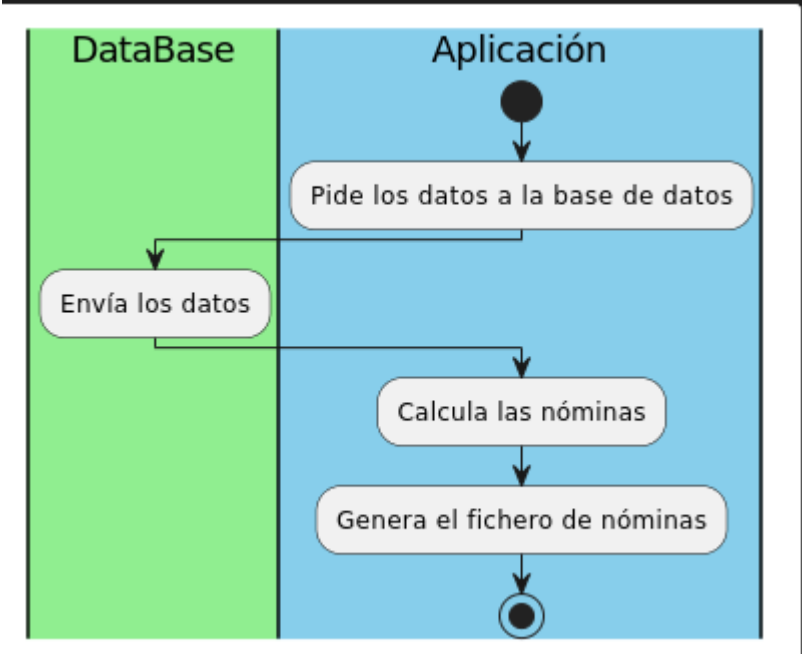 DataBase
Aplicación
Pide los datos a la base de datos
Envía los datos
Calcula las nóminas
Genera el fichero de nóminas